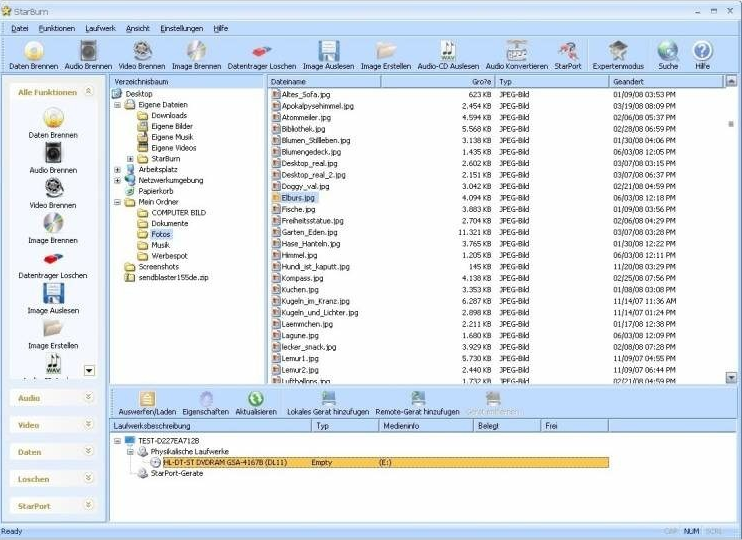 StarBurn
Datei Funktionen Laufwerk Ansicht Einstellungen Hilfe
Daten Brennen Audio Brennen Video Brennen Image Brennen Datentrager Loschen Image Auslesen Image Erstellen Audio-CD Auslesen Audio Konvertieren StarPort Expertenmodus Suche Hilfe
Alle Funktionen
Daten Brennen
Audio Brennen
Video Brennen
Image Brennen
Datentrager Loschen
Image Auslesen
Image Erstellen
WAV
Audio
Video
Daten
Loschen
StarPort
Verzeichnisbaum
Desktop
Eigene Dateien
Downloads
Eigene Bilder
Eigene Musik
Eigene Videos
StarBurn
Arbeitsplatz
Netzwerkumgebung
Papierkorb
Mein Ordner
COMPUTER BILD
Dokumente
Fotos
Musik
Werbespot
Screenshots
sendblaster155de.zip
Dateiname Gro?e Typ Geandert
Altes_Sofa.jpg 623 KB JPEG-Bild 01/09/08 03:53 PM
Apokalpysehimmel.jpg 2.454 KB JPEG-Bild 03/19/08 08:09 PM
Atommeiler.jpg 4.594 KB JPEG-Bild 02/06/08 05:37 PM
Bibliothek.jpg 5.568 KB JPEG-Bild 02/28/08 06:59 PM
Blumen_Stillleben.jpg 3.138 KB JPEG-Bild 01/30/08 04:06 PM
Blumengedeck.jpg 1.435 KB JPEG-Bild 06/03/08 12:05 PM
Desktop_real.jpg 2.602 KB JPEG-Bild 03/07/08 03:15 PM
Desktop_real_2.jpg 2.151 KB JPEG-Bild 03/07/08 06:37 PM
Doggy_val.jpg 3.042 KB JPEG-Bild 02/21/08 04:59 PM
Elburs.jpg 4.094 KB JPEG-Bild 06/03/08 12:18 PM
Fische.jpg 3.883 KB JPEG-Bild 01/09/08 03:56 PM
Freiheitsstatue.jpg 2.704 KB JPEG-Bild 02/06/08 04:29 PM
Garten_Eden.jpg 11.321 KB JPEG-Bild 03/07/08 03:28 PM
Hase_Hanteln.jpg 3.765 KB JPEG-Bild 01/30/08 12:22 PM
Himmel.jpg 1.205 KB JPEG-Bild 06/03/08 12:11 PM
Hundi_ist_kaputt.jpg 145 KB JPEG-Bild 11/20/08 03:29 PM
Kompass.jpg 4.138 KB JPEG-Bild 02/25/08 07:56 PM
Kuchen.jpg 3.353 KB JPEG-Bild 01/08/08 03:08 PM
Kugeln_im_Kranz.jpg 6.287 KB JPEG-Bild 11/14/07 11:36 AM
Kugeln_und_Lichter.jpg 2.898 KB JPEG-Bild 11/14/07 01:24 PM
Laemmchen.jpg 2.211 KB JPEG-Bild 01/17/08 12:38 PM
Lagune.jpg 1.680 KB JPEG-Bild 06/03/08 12:09 PM
lecker_snack.jpg 3.929 KB JPEG-Bild 02/08/08 07:28 PM
Lemur1.jpg 5.730 KB JPEG-Bild 11/09/07 04:55 PM
Lemur2.jpg 2.440 KB JPEG-Bild 11/09/07 06:44 PM
Luftballons.jpg 1.732 KB JPEG-Bild 02/21/08 04:59 PM
Auswerfen/Laden Eigenschaften Aktualisieren Lokales Gerat hinzufugen Remote-Gerat hinzufugen Gerat entfernen
Laufwerksbeschreibung Typ Medieninfo Belegt Frei
TEST-D227EA712B
Physikalische Laufwerke
HL-DT-ST DVDRAM GSA-4167B (DL11) Empty (E:)
StarPort-Gerate
Ready CAP NUM SCRL